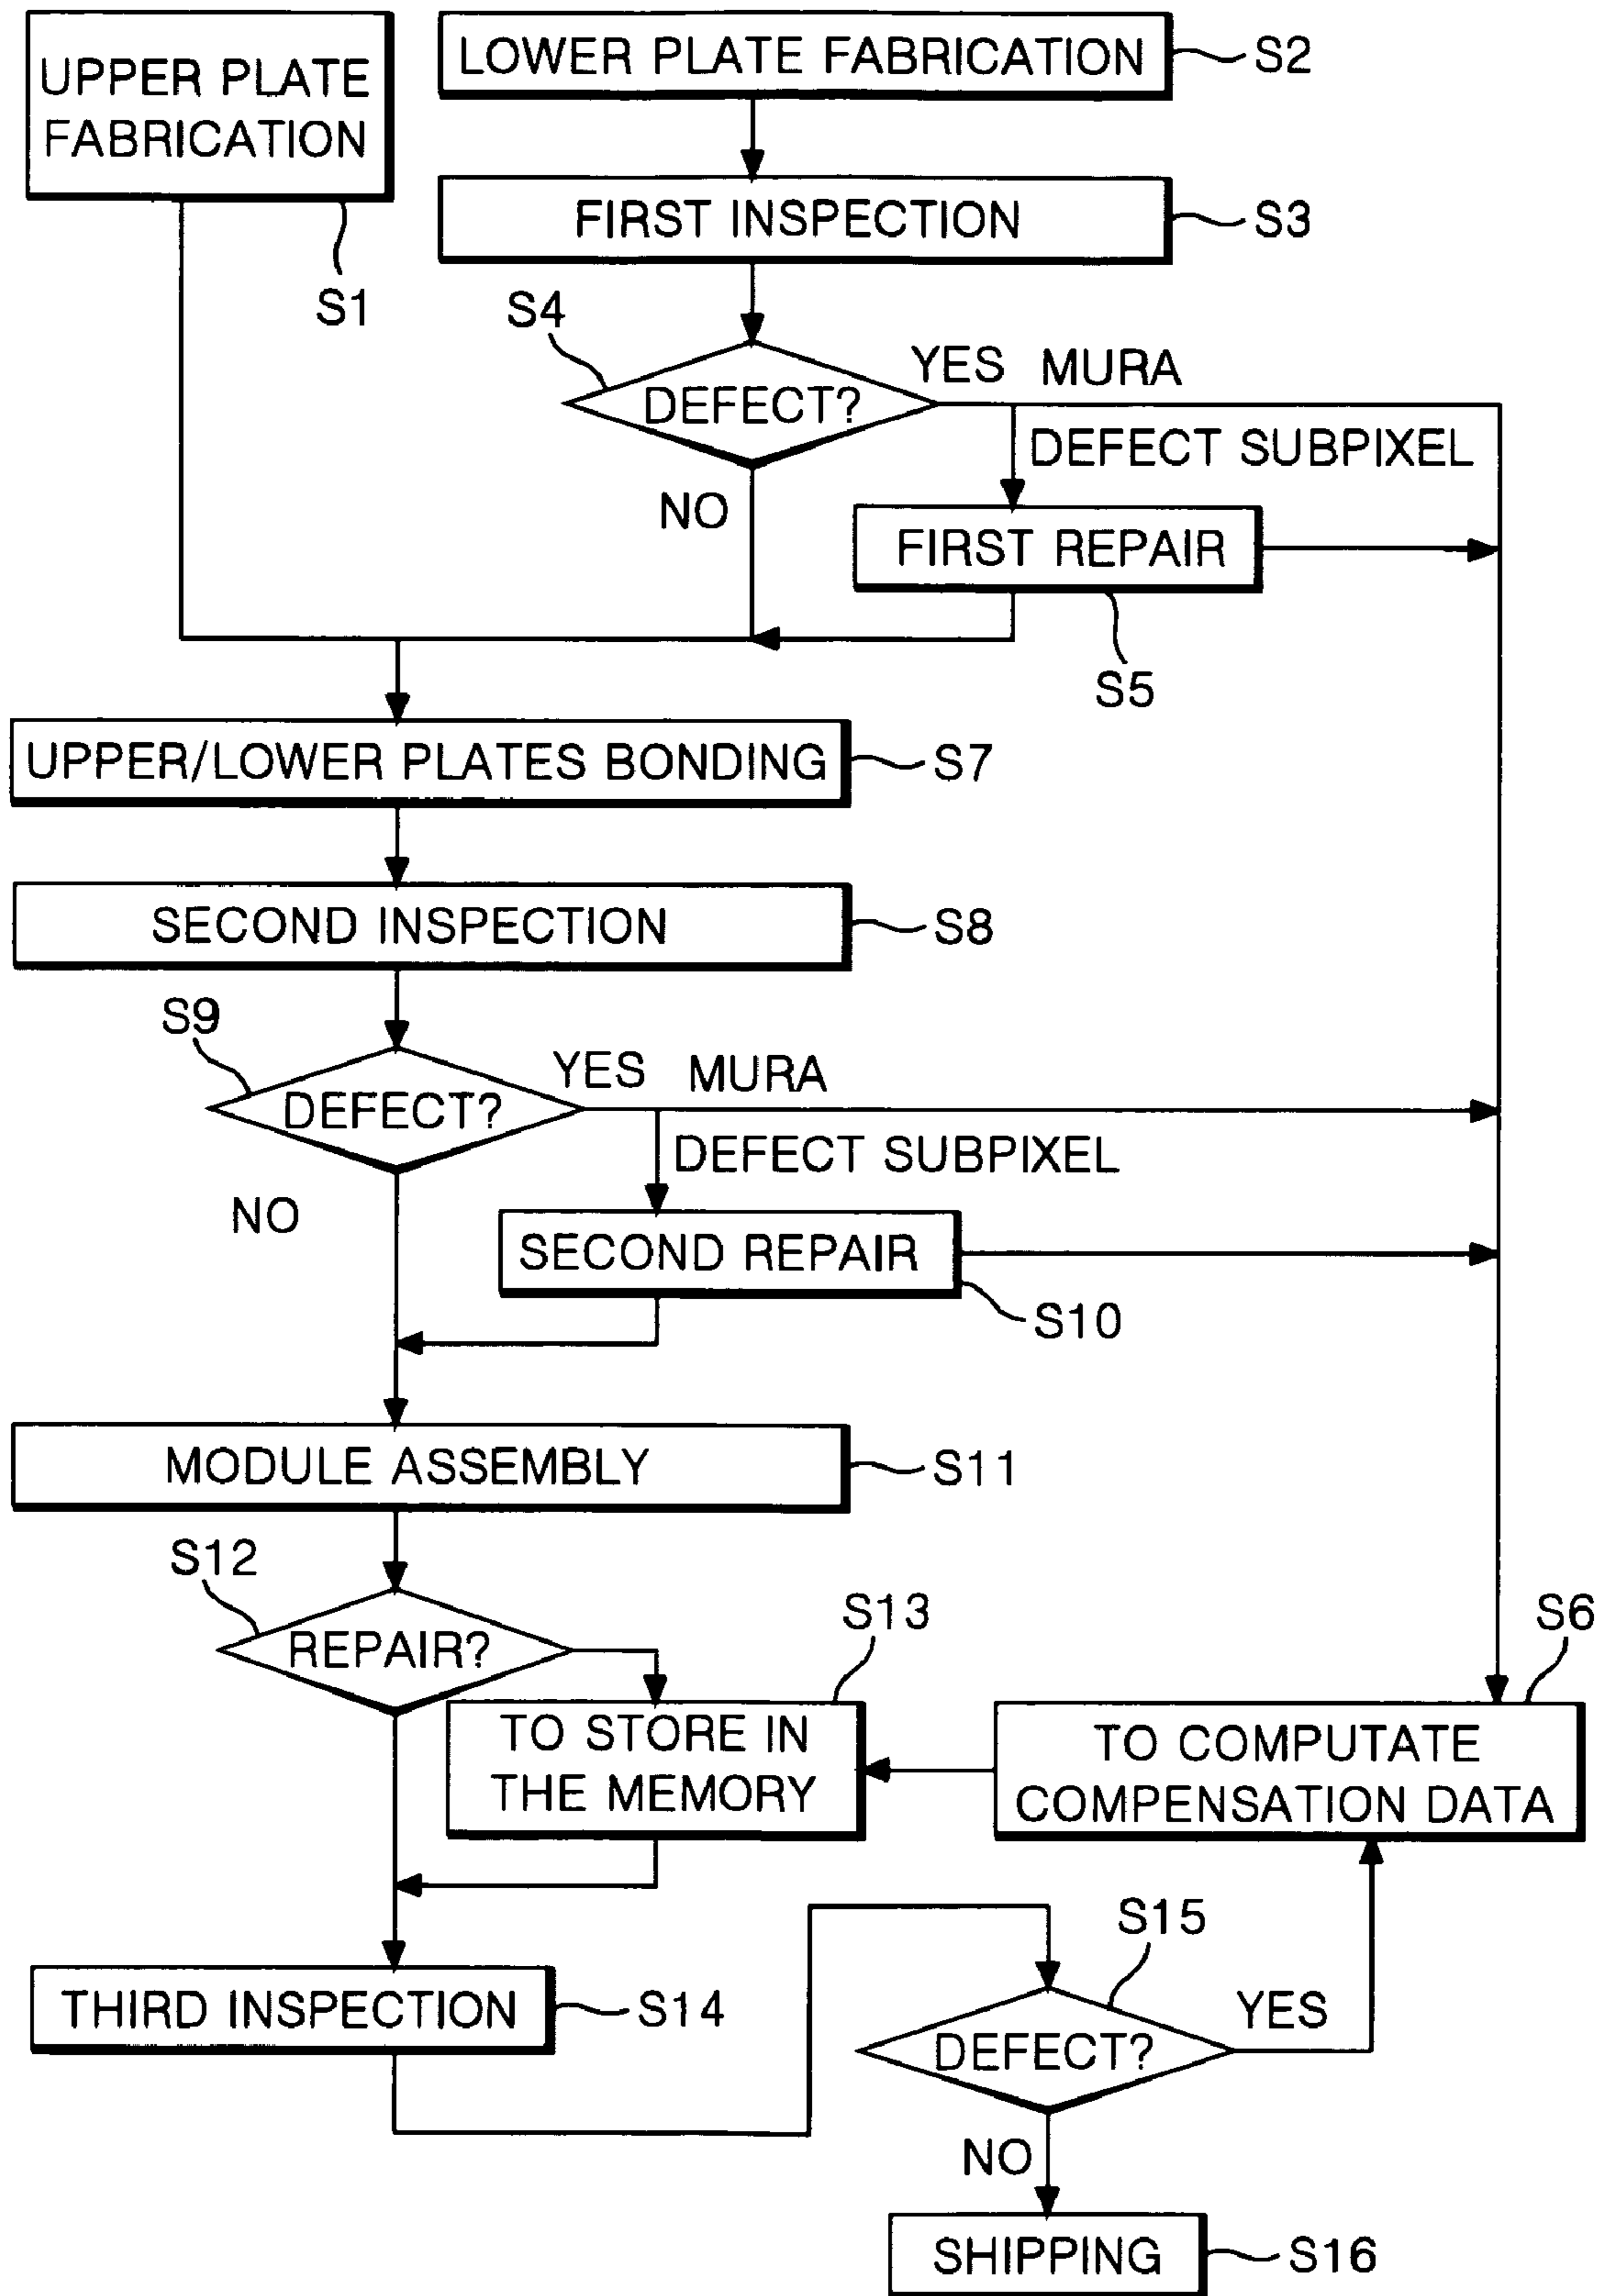 UPPER PLATE
FABRICATION
S1
LOWER PLATE FABRICATION
S2
FIRST INSPECTION
S3
S4
DEFECT?
YES MURA
DEFECT SUBPIXEL
NO
FIRST REPAIR
S5
UPPER/LOWER PLATES BONDING
S7
SECOND INSPECTION
S8
S9
DEFECT?
YES MURA
DEFECT SUBPIXEL
NO
SECOND REPAIR
S10
MODULE ASSEMBLY
S11
S12
REPAIR?
S13
TO STORE IN
THE MEMORY
S6
TO COMPUTATE
COMPENSATION DATA
THIRD INSPECTION
S14
S15
DEFECT?
YES
NO
SHIPPING
S16